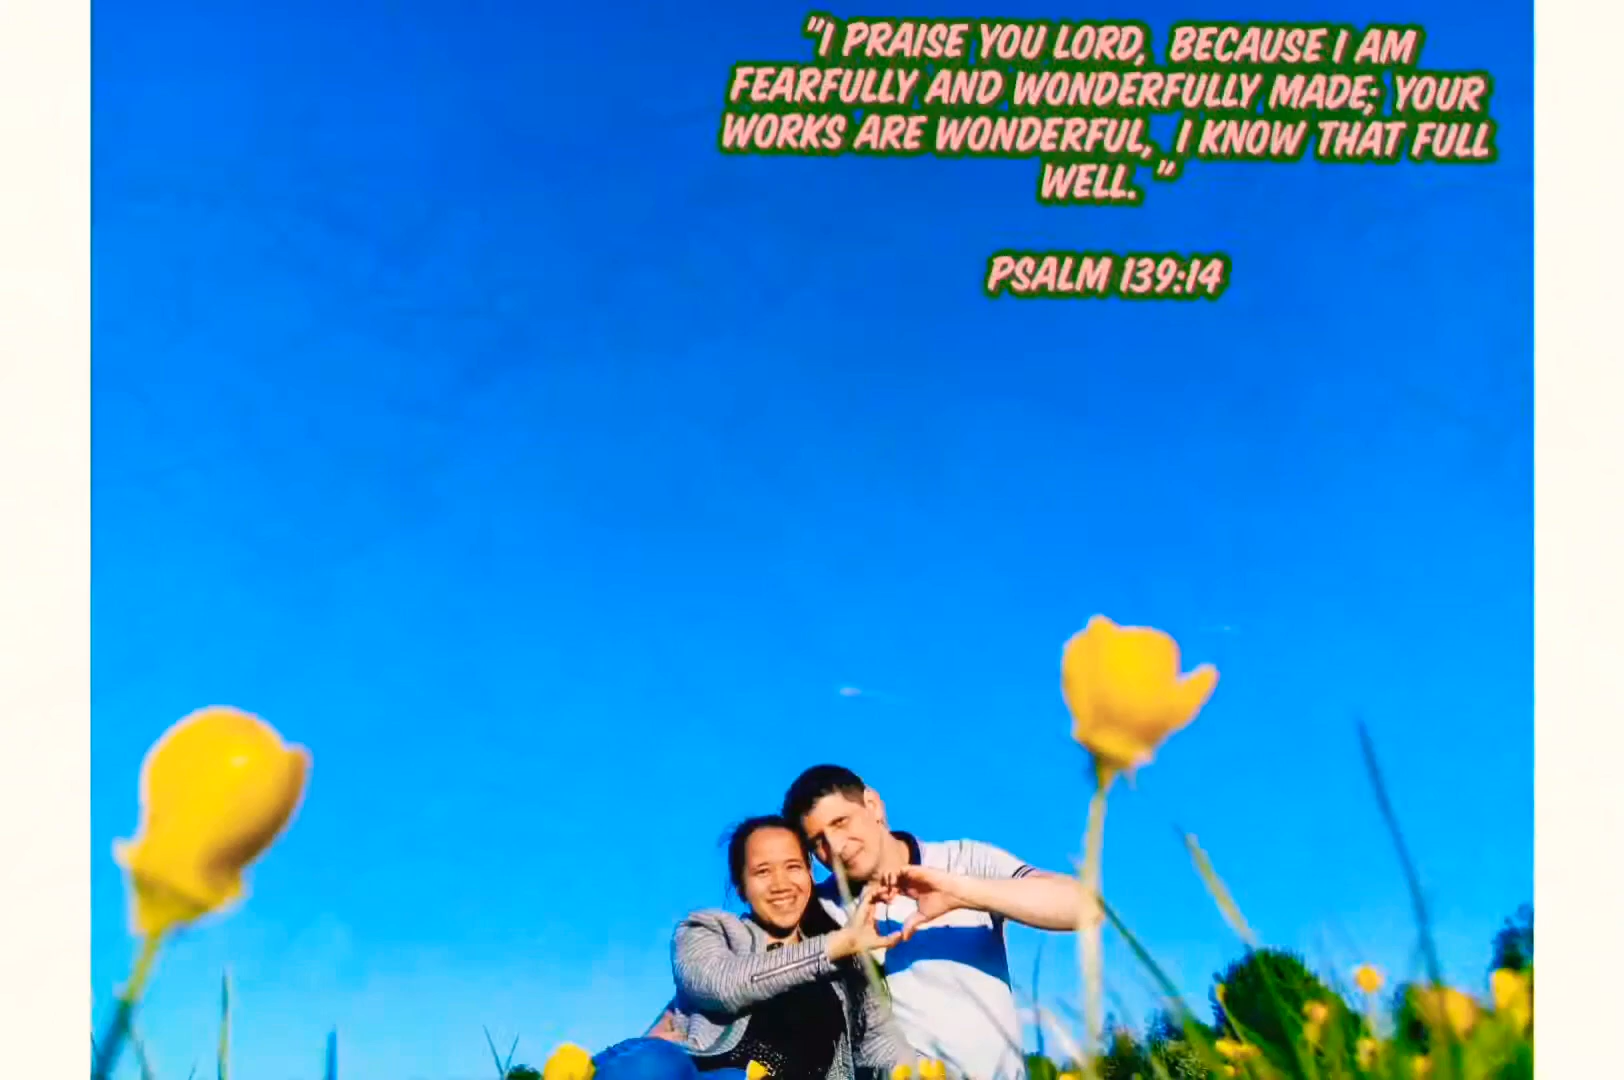 "I PRAISE YOU LORD, BECAUSE I AM
FEARFULLY AND WONDERFULLY MADE; YOUR
WORKS ARE WONDERFUL, I KNOW THAT FULL
WELL. "
PSALM 139:14